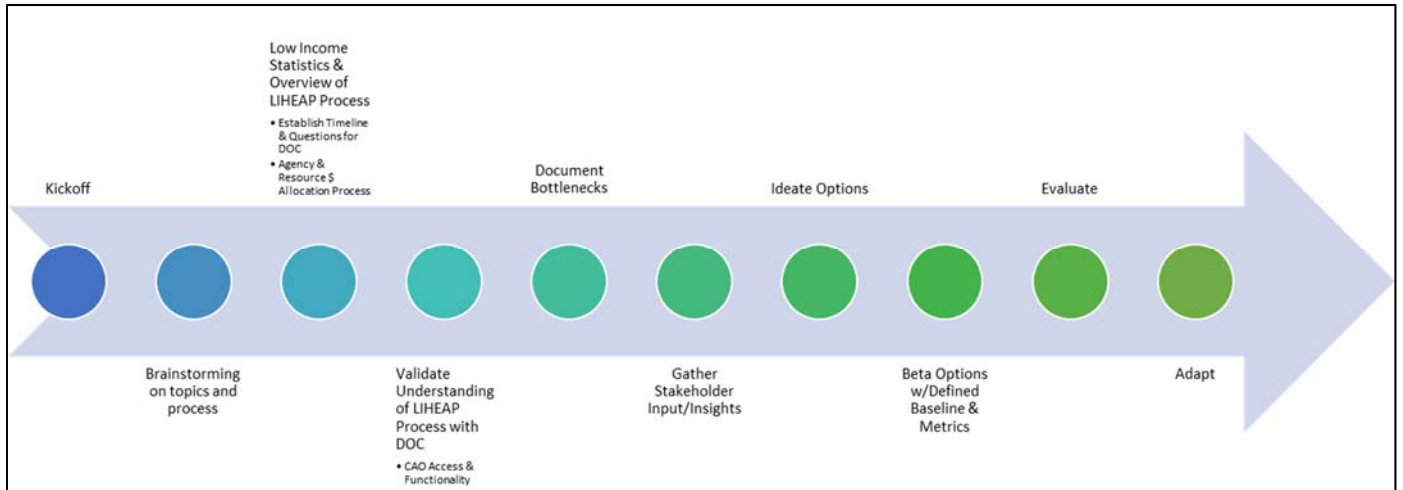 Kickoff
Brainstorming
on topics and
process
Low Income
Statistics &
Overview of
LIHEAP Process
• Establish Timeline
& Questions for
DOC
• Agency &
Resource $
Allocation Process
Validate
Understanding
of LIHEAP
Process with
DOC
• CAO Access &
Functionality
Document
Bottlenecks
Gather
Stakeholder
Input/Insights
Ideate Options
Beta Options
w/Defined
Baseline &
Metrics
Evaluate
Adapt